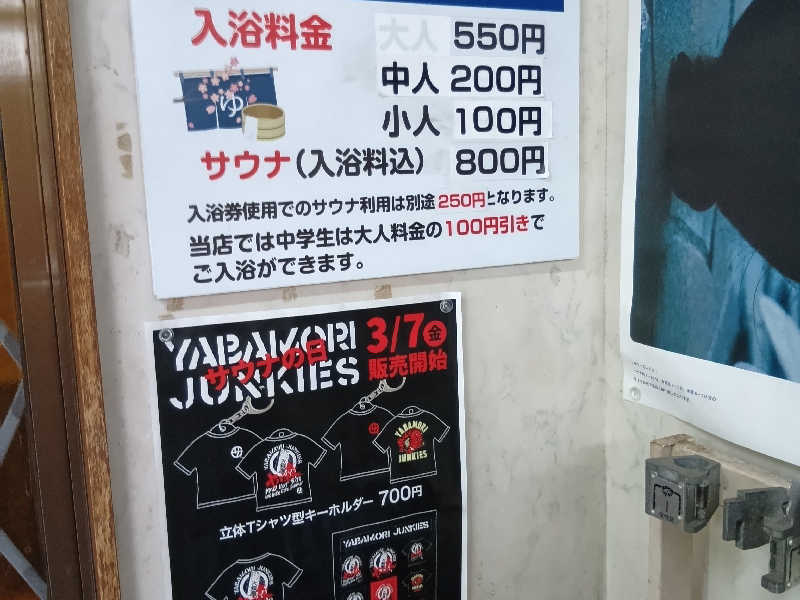 入浴料金 大人 550円
ゆ
中人 200円
小人 100円
サウナ(入浴料込) 800円
入浴券使用でのサウナ利用は別途250円となります。
当店では中学生は大人料金の100円引きで
ご入浴ができます。
YABAMORI
サウナの日
JUNKIES
3/7金
販売開始
YABAMORI
JUNKIES
立体Tシャツ型キーホルダー 700円
YABAMORI JUNKIES